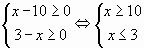 {x − 10 ≥ 0 ⇔ {x ≥ 10
{3 − x ≥ 0 {x ≤ 3